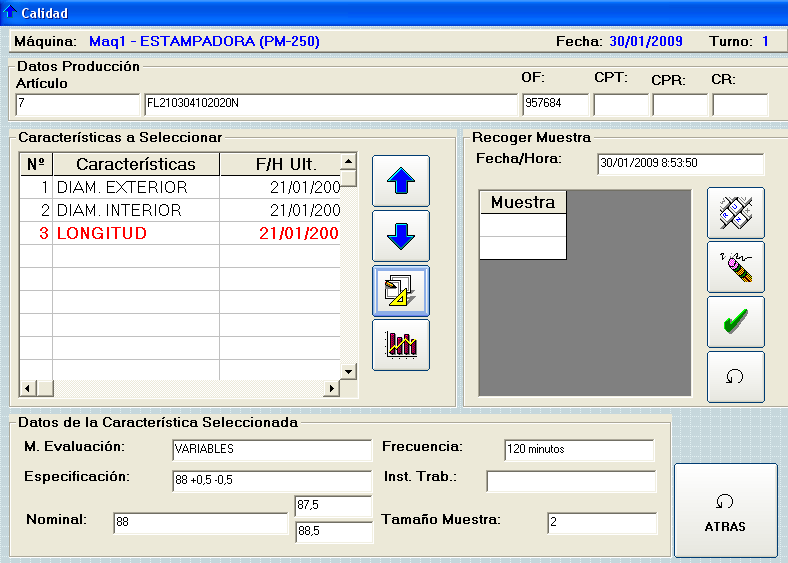 Calidad
Máquina: Maq1 - ESTAMPADORA (PM-250) Fecha: 30/01/2009 Turno: 1
Datos Producción
Artículo OF: CPT: CPR: CR:
7 FL210304102020N 957684
Características a Seleccionar
Nº Características F/H Ult.
1 DIAM. EXTERIOR 21/01/200
2 DIAM. INTERIOR 21/01/200
3 LONGITUD 21/01/200
Recoger Muestra
Fecha/Hora: 30/01/2009 8:53:50
Muestra
Datos de la Característica Seleccionada
M. Evaluación: VARIABLES Frecuencia: 120 minutos
Especificación: 88 +0,5 -0,5 Inst. Trab.:
87,5
Nominal: 88 Tamaño Muestra: 2
88,5
ATRAS